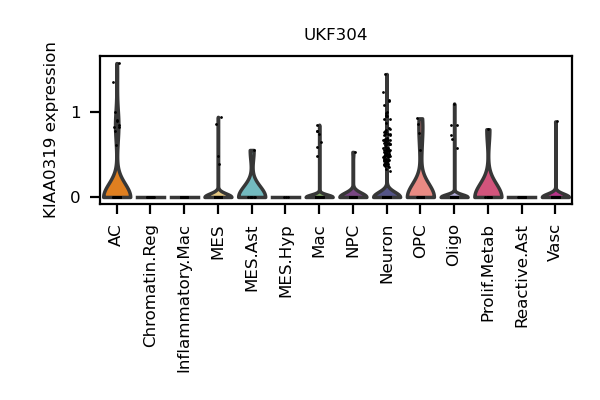 UKF304
KIAA0319 expression
1
0
AC
Chromatin.Reg
Inflammatory.Mac
MES
MES.Ast
MES.Hyp
Mac
NPC
Neuron
OPC
Oligo
Prolif.Metab
Reactive.Ast
Vasc